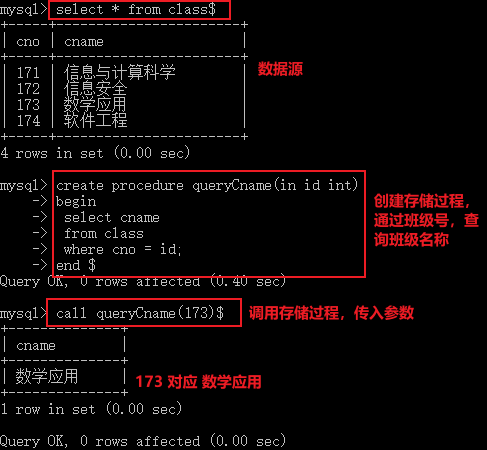 mysql> select * from class$
+-----+----------------------+
| cno | cname                |
+-----+----------------------+
| 171 | 信息与计算科学
| 172 | 信息安全
| 173 | 数学应用
| 174 | 软件工程
+-----+----------------------+
数据源
4 rows in set (0.00 sec)
mysql> create procedure queryCname(in id int)
-> begin
-> select cname
-> from class
-> where cno = id;
-> end $
创建存储过程，
通过班级号，查
询班级名称
Query OK, 0 rows affected (0.40 sec)
mysql> call queryCname(173)$
调用存储过程，传入参数
+--------------+
| cname        |
+--------------+
| 数学应用     |
+--------------+
173 对应 数学应用
1 row in set (0.00 sec)
Query OK, 0 rows affected (0.00 sec)